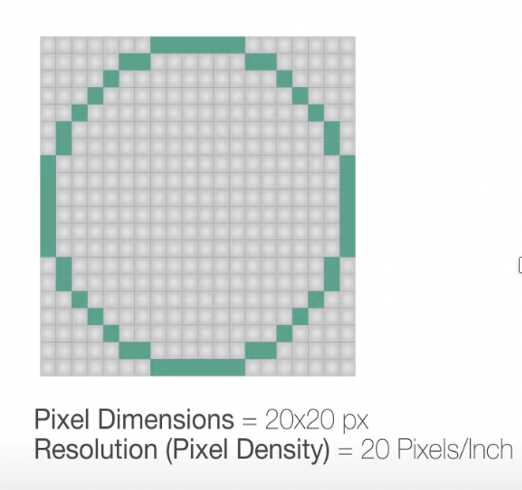 Pixel Dimensions = 20x20 px
Resolution (Pixel Density) = 20 Pixels/Inch